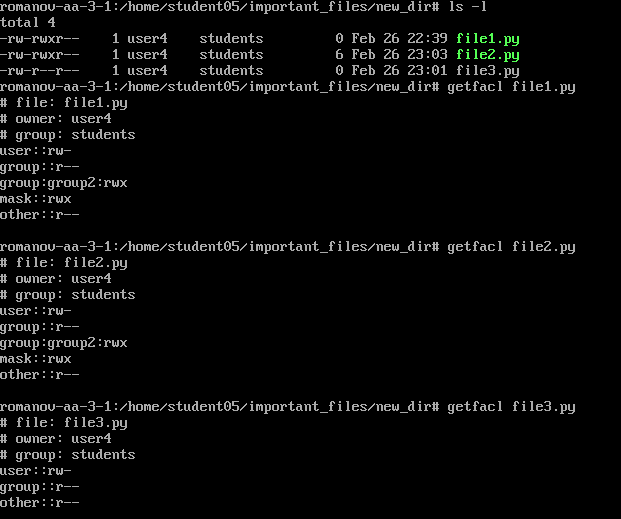 romanov-aa-3-1:/home/student05/important_files/new_dir# ls -l
total 4
-rw-rwxr-- 1 user4 students 0 Feb 26 22:39 file1.py
-rw-rwxr-- 1 user4 students 6 Feb 26 23:03 file2.py
-rw-r--r-- 1 user4 students 0 Feb 26 23:01 file3.py
romanov-aa-3-1:/home/student05/important_files/new_dir# getfacl file1.py
# file: file1.py
# owner: user4
# group: students
user::rw-
group::r--
group:group2:rwx
mask::rwx
other::r--
romanov-aa-3-1:/home/student05/important_files/new_dir# getfacl file2.py
# file: file2.py
# owner: user4
# group: students
user::rw-
group::r--
group:group2:rwx
mask::rwx
other::r--
romanov-aa-3-1:/home/student05/important_files/new_dir# getfacl file3.py
# file: file3.py
# owner: user4
# group: students
user::rw-
group::r--
other::r--